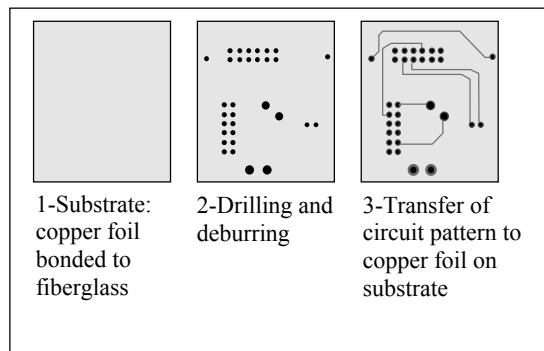 1-Substrate:
copper foil
bonded to
fiberglass
2-Drilling and
deburring
3-Transfer of
circuit pattern to
copper foil on
substrate